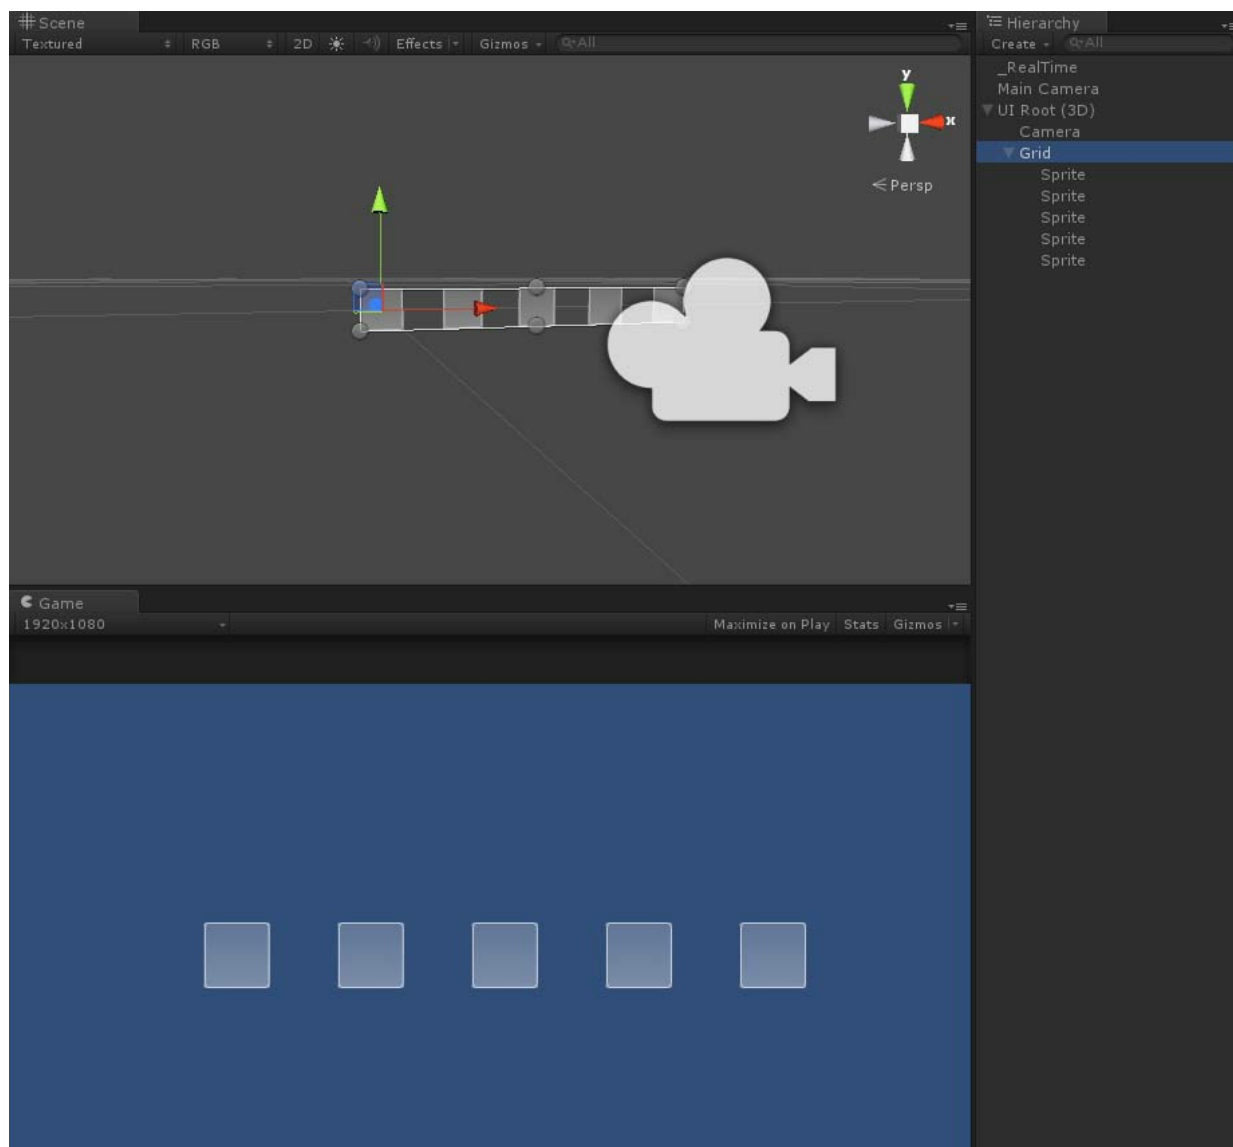 Scene
Textured RGB 2D Effects Gizmos All
y
x
Persp
Game
1920x1080 Maximize on Play Stats Gizmos
Hierarchy
Create All
_RealTime
Main Camera
UI Root (3D)
Camera
Grid
Sprite
Sprite
Sprite
Sprite
Sprite